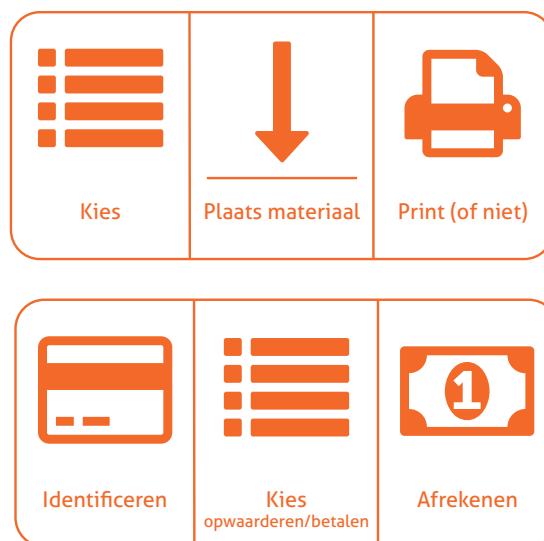 Kies
Plaats materiaal
Print (of niet)
1
Identificeren
Kies
opwaarderen/betalen
Afrekenen